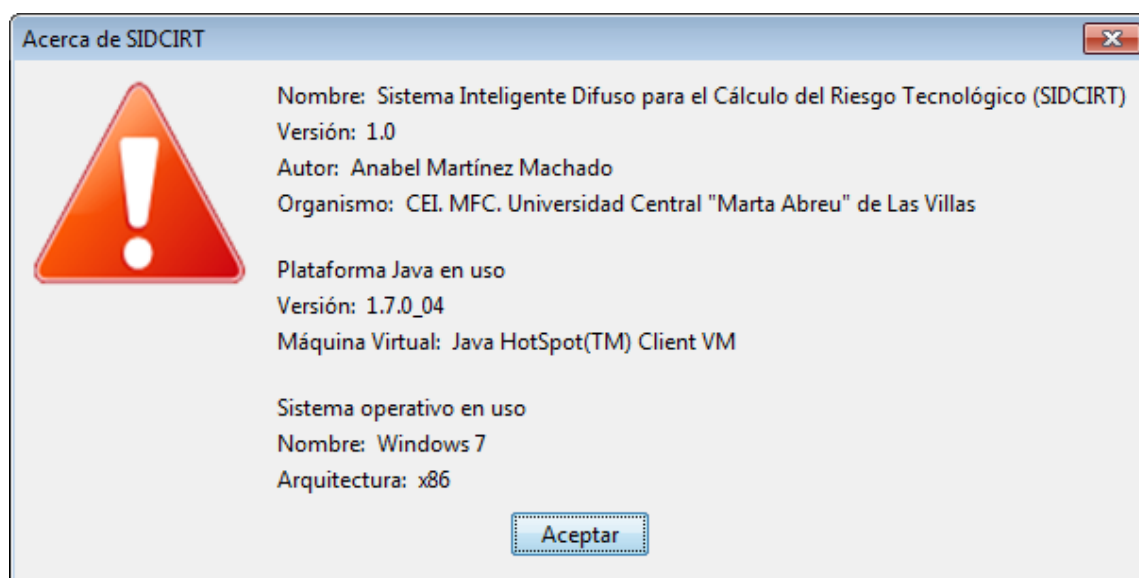 Acerca de SIDCIRT
Nombre: Sistema Inteligente Difuso para el Cálculo del Riesgo Tecnológico (SIDCIRT)
Versión: 1.0
Autor: Anabel Martínez Machado
Organismo: CEI. MFC. Universidad Central "Marta Abreu" de Las Villas
Plataforma Java en uso
Versión: 1.7.0_04
Máquina Virtual: Java HotSpot(TM) Client VM
Sistema operativo en uso
Nombre: Windows 7
Arquitectura: x86
Aceptar